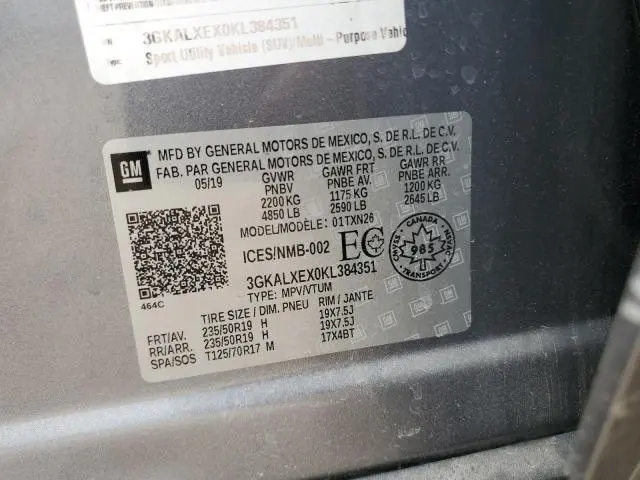 3GKALXEX0KL384351
Type: Sport Utility Vehicle (SUV)/Multi - Purpose Vehic
GM
MFD BY GENERAL MOTORS DE MEXICO, S. DE R.L. DE C.V.
FAB. PAR GENERAL MOTORS DE MEXICO, S. DE R.L. DE C.V.
05/19 GVWR GAWR FRT GAWR RR
PNBV PNBE AV. PNBE ARR.
2200 KG 1175 KG 1200 KG
4850 LB 2590 LB 2645 LB
MODEL/MODÈLE: 01TXN26
ICES/NMB-002 EC
CANADA
CMVSS NSVAC
985
TRANSPORT
3GKALXEX0KL384351
464C
TYPE: MPV/VTUM
TIRE SIZE / DIM. PNEU RIM / JANTE
FRT/AV. 235/50R19 H 19X7.5J
RR/ARR. 235/50R19 H 19X7.5J
SPA/SOS T125/70R17 M 17X4BT